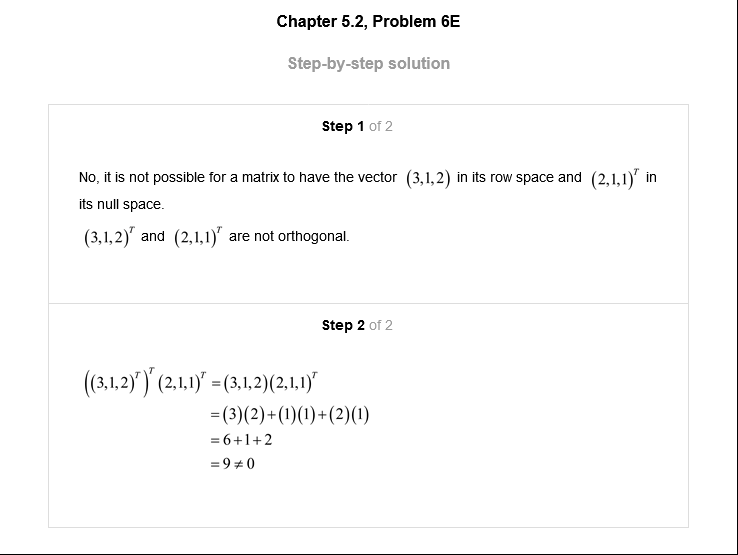 Chapter 5.2, Problem 6E
Step-by-step solution
Step 1 of 2
No, it is not possible for a matrix to have the vector (3,1,2) in its row space and (2,1,1)^T in
its null space.
(3,1,2)^T and (2,1,1)^T are not orthogonal.
Step 2 of 2
((3,1,2)^T)^T (2,1,1)^T = (3,1,2)(2,1,1)^T
= (3)(2)+(1)(1)+(2)(1)
= 6+1+2
= 9 ≠ 0